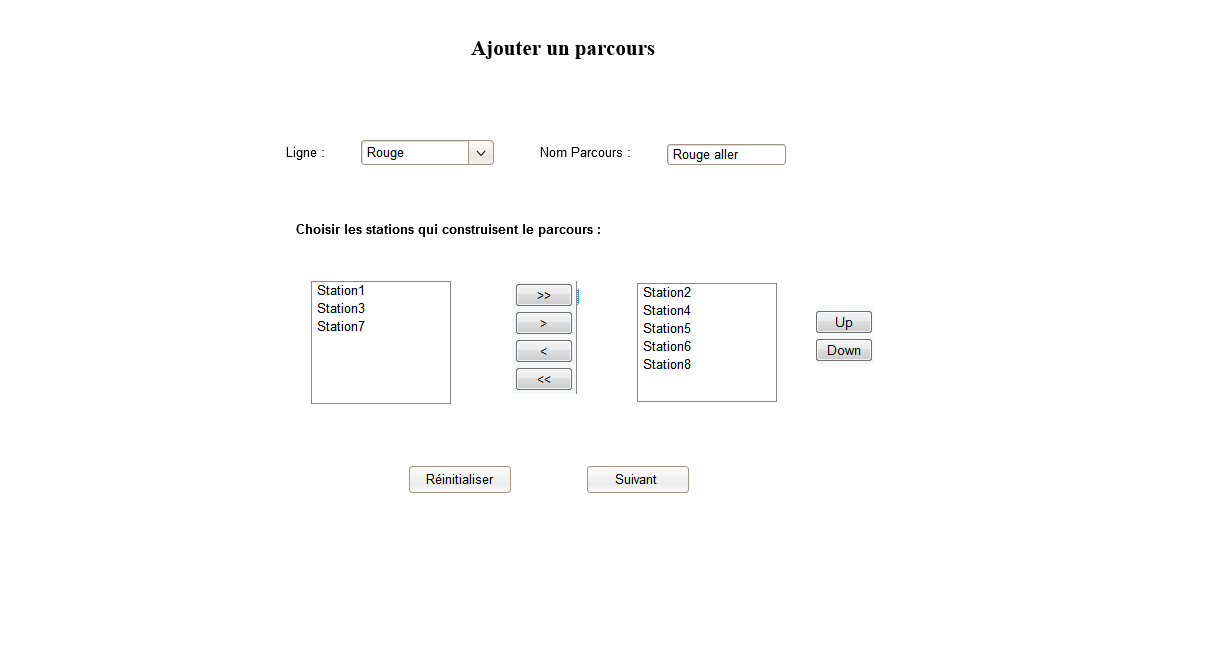 Ajouter un parcours
Ligne :
Rouge
Nom Parcours :
Rouge aller
Choisir les stations qui construisent le parcours :
Station1
Station3
Station7
>>
>
<
<<
Station2
Station4
Station5
Station6
Station8
Up
Down
Réinitialiser
Suivant